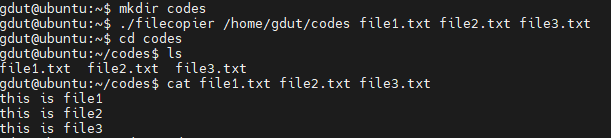 gdut@ubuntu:~$ mkdir codes
gdut@ubuntu:~$ ./filecopier /home/gdut/codes file1.txt file2.txt file3.txt
gdut@ubuntu:~$ cd codes
gdut@ubuntu:~/codes$ ls
file1.txt  file2.txt  file3.txt
gdut@ubuntu:~/codes$ cat file1.txt file2.txt file3.txt
this is file1
this is file2
this is file3